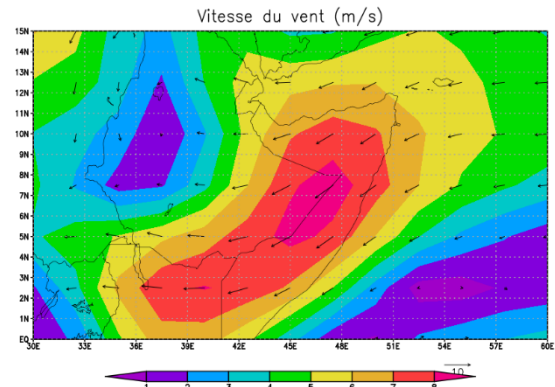 Vitesse du vent (m/s)
15N
14N
13N
12N
11N
10N
9N
8N
7N
6N
5N
4N
3N
2N
1N
EQ
30E 33E 36E 39E 42E 45E 48E 51E 54E 57E 60E
10
1 2 3 4 5 6 7 8